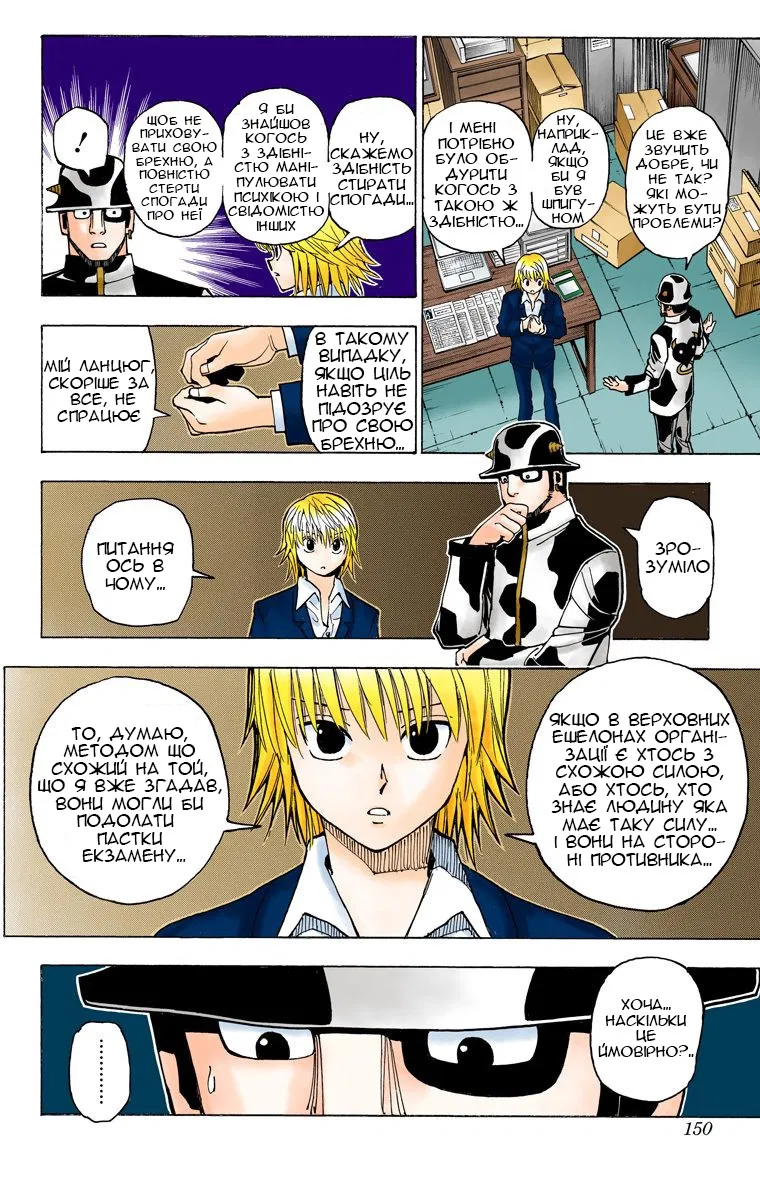 ЦЕ ВЖЕ
ЗВУЧИТЬ
ДОБРЕ, ЧИ
НЕ ТАК?
ЯКІ МО-
ЖУТЬ БУТИ
ПРОБЛЕМИ?
НУ,
НАПРИК-
ЛАД,
ЯКЩО
БИ Я
БУВ
ШПИГУ-
НОМ
І МЕНІ
ПОТРІБНО
БУЛО ОБ-
ДУРИТИ
КОГОСЬ З
ТАКОЮ Ж
ЗДІБНІСТЮ...
НУ,
СКАЖЕМО
ЗДІБНІСТЬ
СТИРАТИ
СПОГАДИ...
Я БИ
ЗНАЙШОВ
КОГОСЬ
З ЗДІБНІ-
СТЮ МАНІ-
ПУЛЮВАТИ
ПСИХІКОЮ І
СВІДОМІСТЮ
ІНШИХ
ЩОБ НЕ
ПРИХОВУ-
ВАТИ СВОЮ
БРЕХНЮ, А
ПОВНІСТЮ
СТЕРТИ
СПОГАДИ
ПРО НЕЇ
!
В ТАКОМУ
ВИПАДКУ,
ЯКЩО ЦІЛЬ
НАВІТЬ НЕ
ПІДОЗРУЄ
ПРО СВОЮ
БРЕХНЮ...
МІЙ ЛАНЦЮГ,
СКОРІШЕ ЗА
ВСЕ, НЕ
СПРАЦЮЄ
ЗРО-
ЗУМІЛО
ПИТАННЯ
ОСЬ В
ЧОМУ...
ЯКЩО В ВЕРХОВНИХ
ЕШЕЛОНАХ ОРГАНІ-
ЗАЦІЇ Є ХТОСЬ З
СХОЖОЮ СИЛОЮ,
АБО ХТОСЬ, ХТО
ЗНАЄ ЛЮДИНУ ЯКА
МАЄ ТАКУ СИЛУ...
І ВОНИ НА СТОРО-
НІ ПРОТИВНИКА...
ТО, ДУМАЮ,
МЕТОДОМ ЩО
СХОЖИЙ НА ТОЙ,
ЩО Я ВЖЕ ЗГАДАВ,
ВОНИ МОГЛИ БИ
ПОДОЛАТИ
ПАСТКИ
ЕКЗАМЕНУ...
ХОЧА...
НАСКІЛЬКИ
ЦЕ
ЙМОВІРНО?..
.........
150